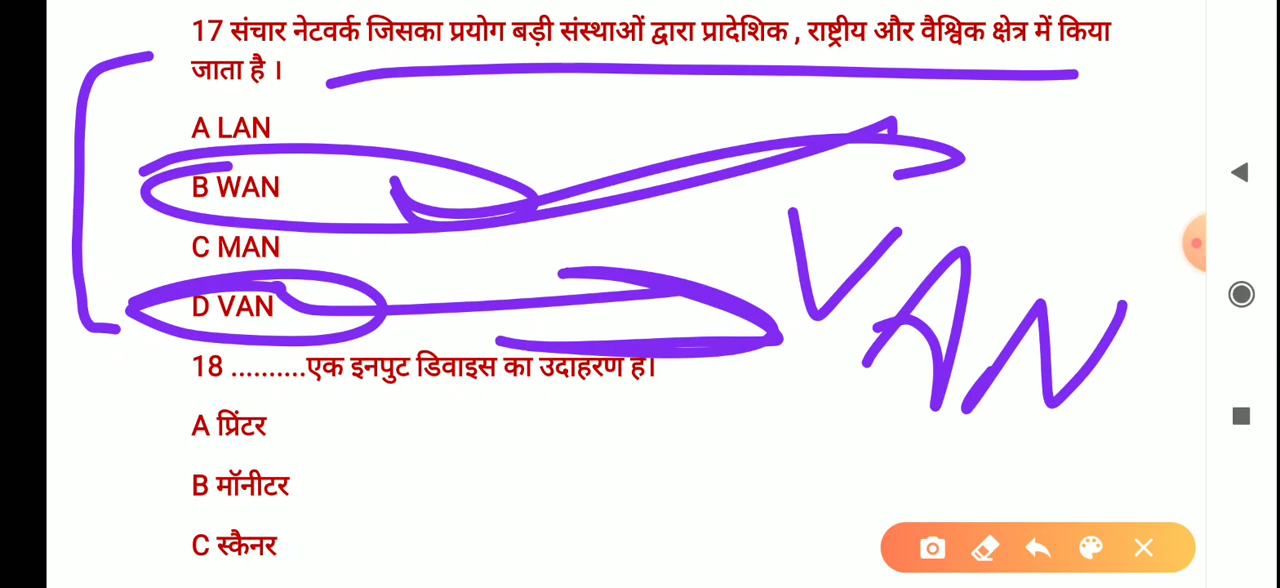 17 संचार नेटवर्क जिसका प्रयोग बड़ी संस्थाओं द्वारा प्रादेशिक , राष्ट्रीय और वैश्विक क्षेत्र में किया
जाता है ।
A LAN
B WAN
C MAN
D VAN
VAN
18 ..........एक इनपुट डिवाइस का उदाहरण है।
A प्रिंटर
B मॉनीटर
C स्कैनर